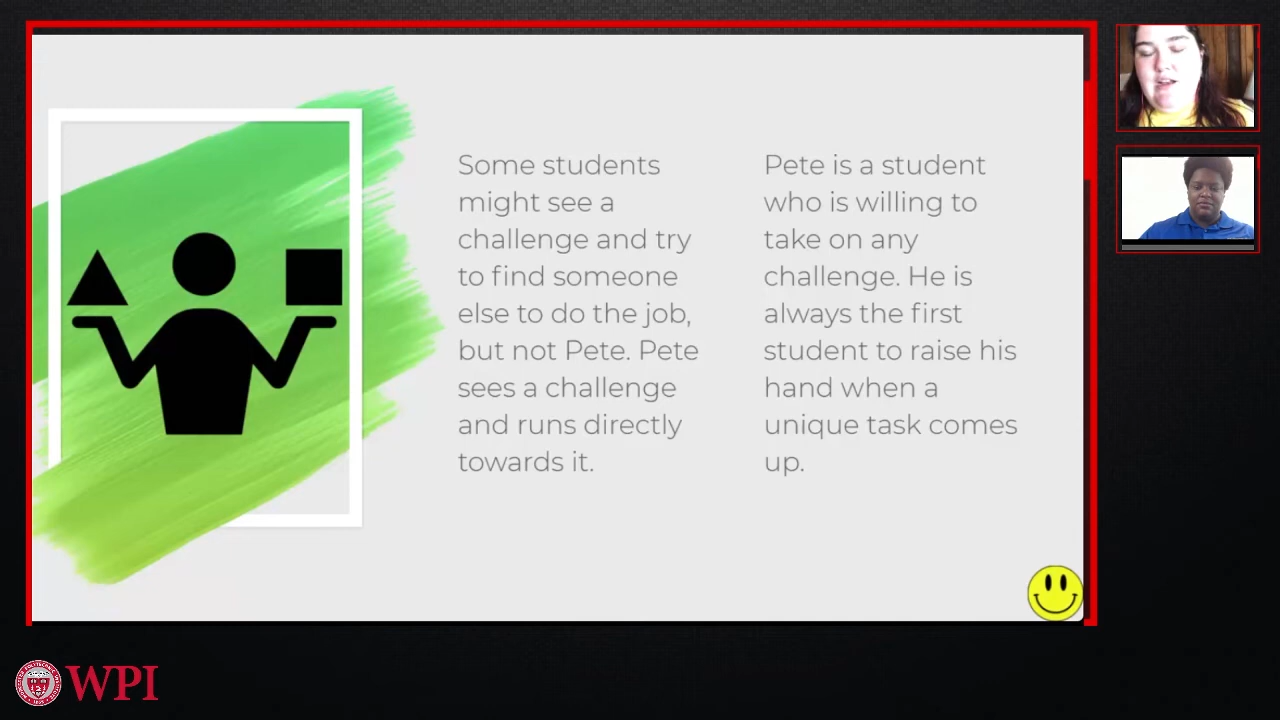 Some students
might see a
challenge and try
to find someone
else to do the job,
but not Pete. Pete
sees a challenge
and runs directly
towards it.
Pete is a student
who is willing to
take on any
challenge. He is
always the first
student to raise his
hand when a
unique task comes
up.
WPI